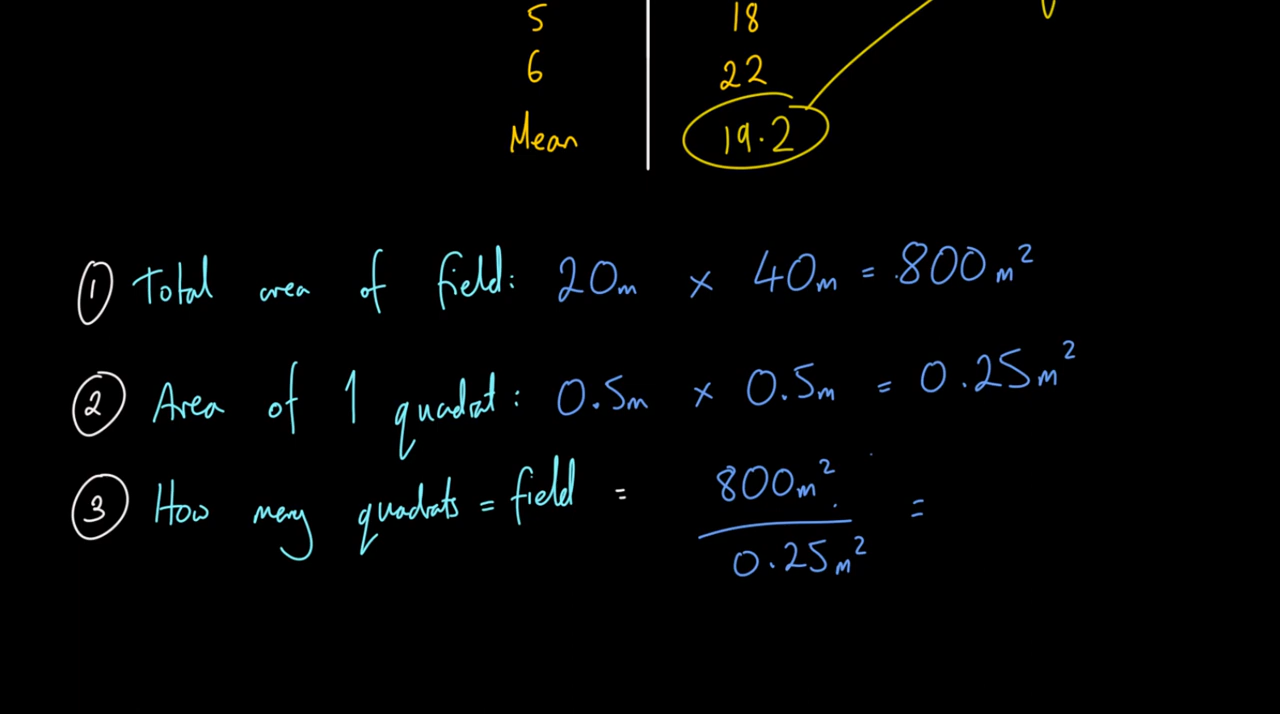 5 18
6 22
Mean 19.2
① Total area of field: 20m × 40m = 800m²
② Area of 1 quadrat: 0.5m × 0.5m = 0.25m²
③ How many quadrats = field = 800m² / 0.25m² =